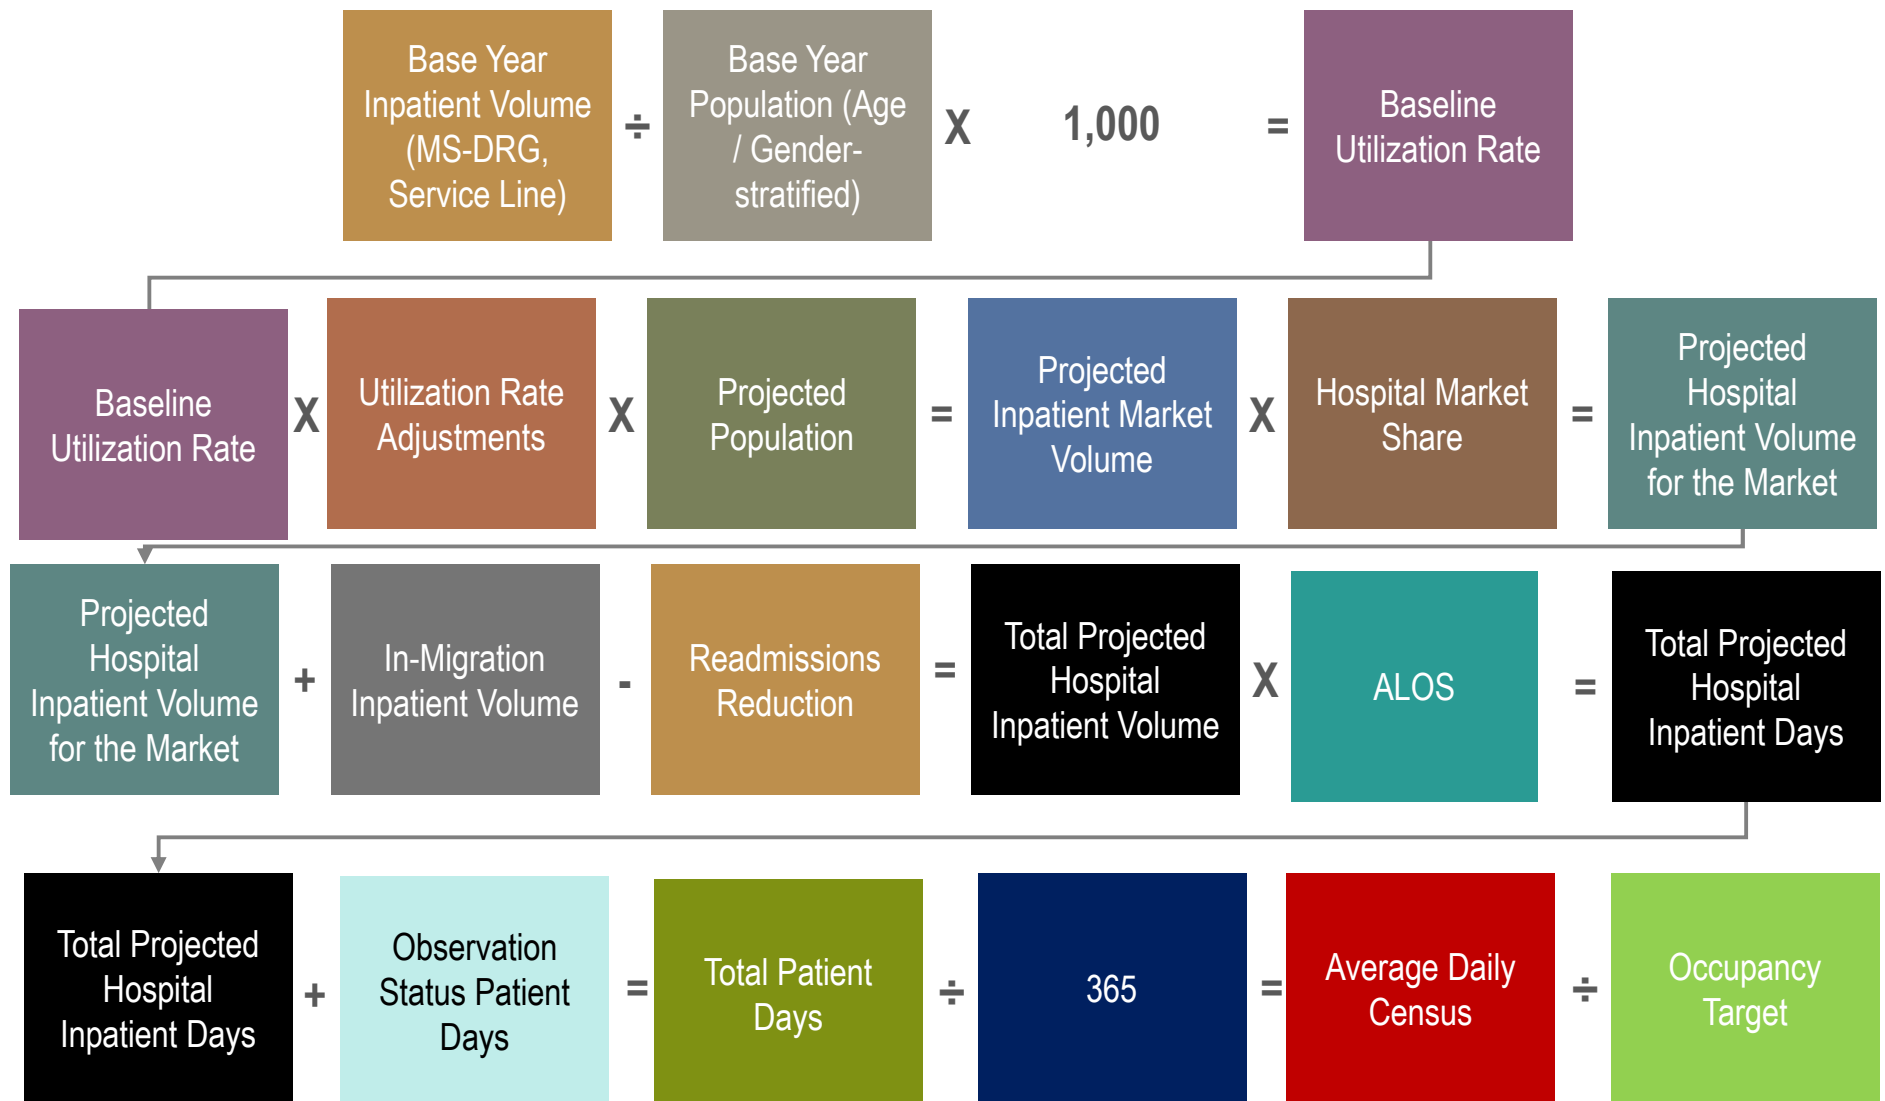 Base Year
Inpatient Volume
(MS-DRG,
Service Line)
÷
Base Year
Population (Age
/ Gender-
stratified)
X
1,000
=
Baseline
Utilization Rate
Baseline
Utilization Rate
X
Utilization Rate
Adjustments
X
Projected
Population
=
Projected
Inpatient Market
Volume
X
Hospital Market
Share
=
Projected
Hospital
Inpatient Volume
for the Market
Projected
Hospital
Inpatient Volume
for the Market
+
In-Migration
Inpatient Volume
-
Readmissions
Reduction
=
Total Projected
Hospital
Inpatient Volume
X
ALOS
=
Total Projected
Hospital
Inpatient Days
Total Projected
Hospital
Inpatient Days
+
Observation
Status Patient
Days
=
Total Patient
Days
÷
365
=
Average Daily
Census
÷
Occupancy
Target